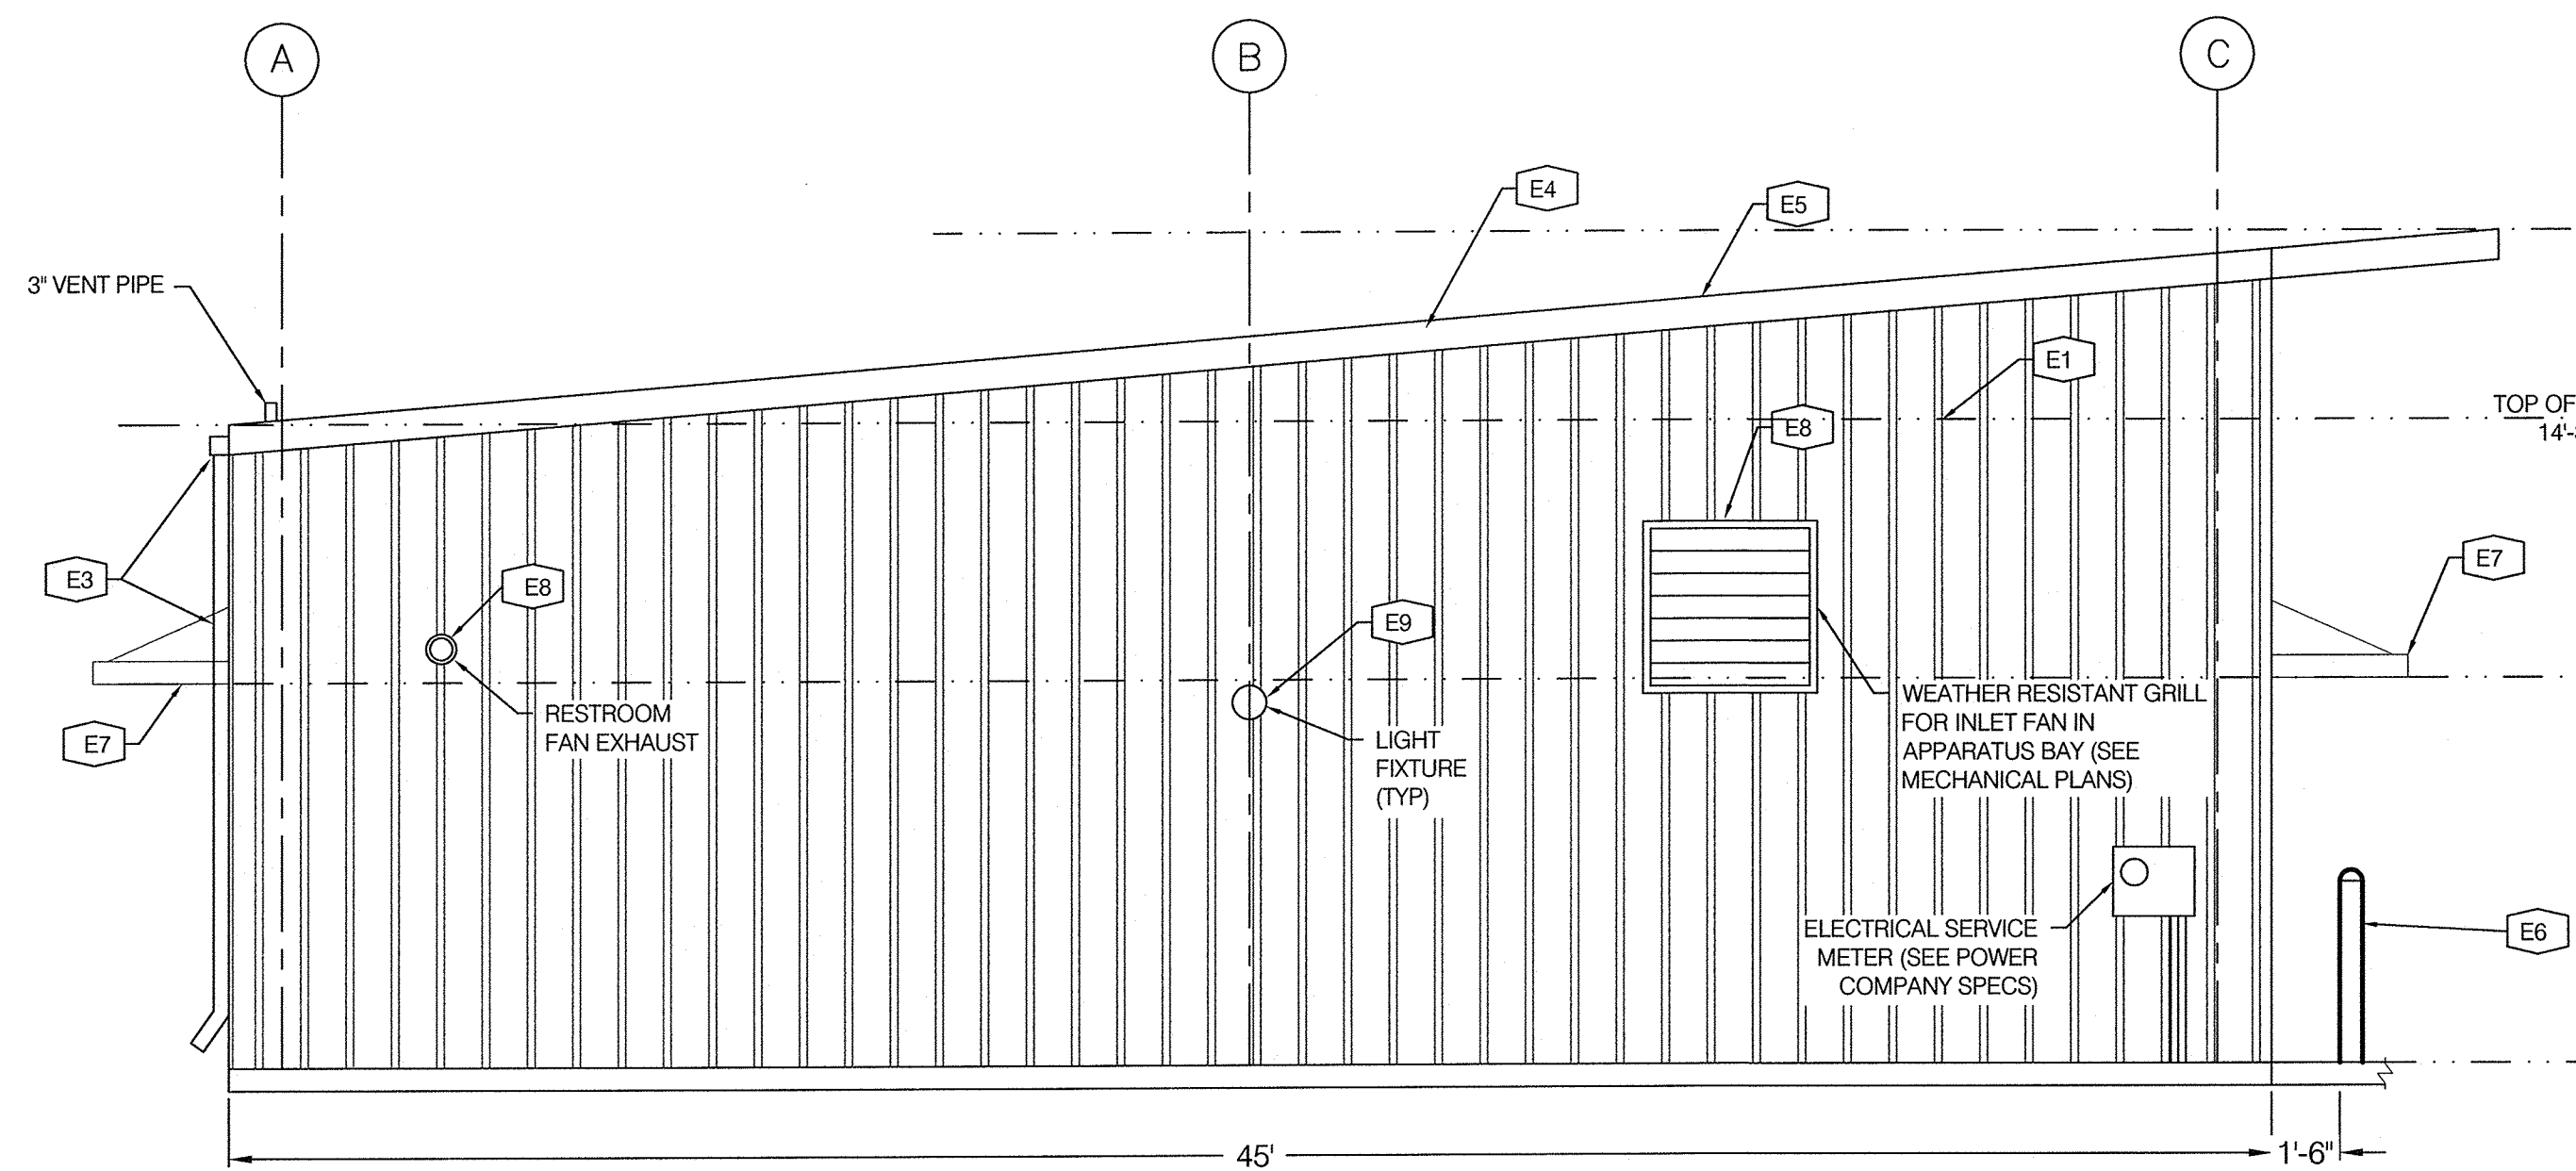 A
B
C
E4
E5
3" VENT PIPE
E1
TOP OF
14'-
E8
E3
E8
E9
E7
RESTROOM
FAN EXHAUST
E7
LIGHT
FIXTURE
(TYP)
WEATHER RESISTANT GRILL
FOR INLET FAN IN
APPARATUS BAY (SEE
MECHANICAL PLANS)
ELECTRICAL SERVICE
METER (SEE POWER
COMPANY SPECS)
E6
45'
1'-6"